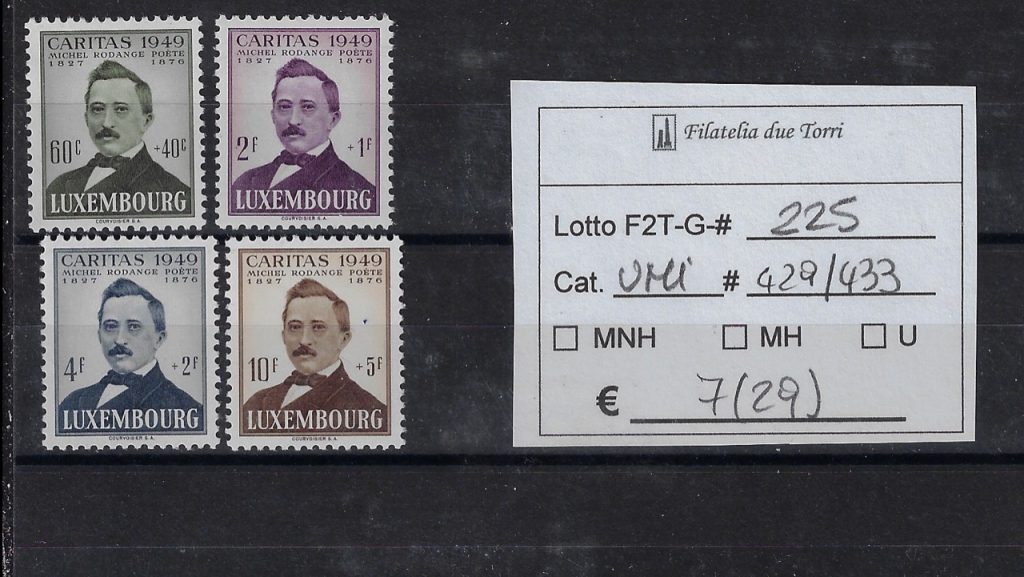 CARITAS 1949
MICHEL RODANGE POÈTE
1827 1876
60c +40c
LUXEMBOURG
COURVOISIER S.A.
CARITAS 1949
MICHEL RODANGE POÈTE
1827 1876
2F +1F
LUXEMBOURG
COURVOISIER S.A.
CARITAS 1949
MICHEL RODANGE POÈTE
1827 1876
4F +2F
LUXEMBOURG
COURVOISIER S.A.
CARITAS 1949
MICHEL RODANGE POÈTE
1827 1876
10F +5F
LUXEMBOURG
COURVOISIER S.A.
Filatelia due Torri
Lotto F2T-G-# 225
Cat. # 429/433
MNH MH U
€ 7(29)